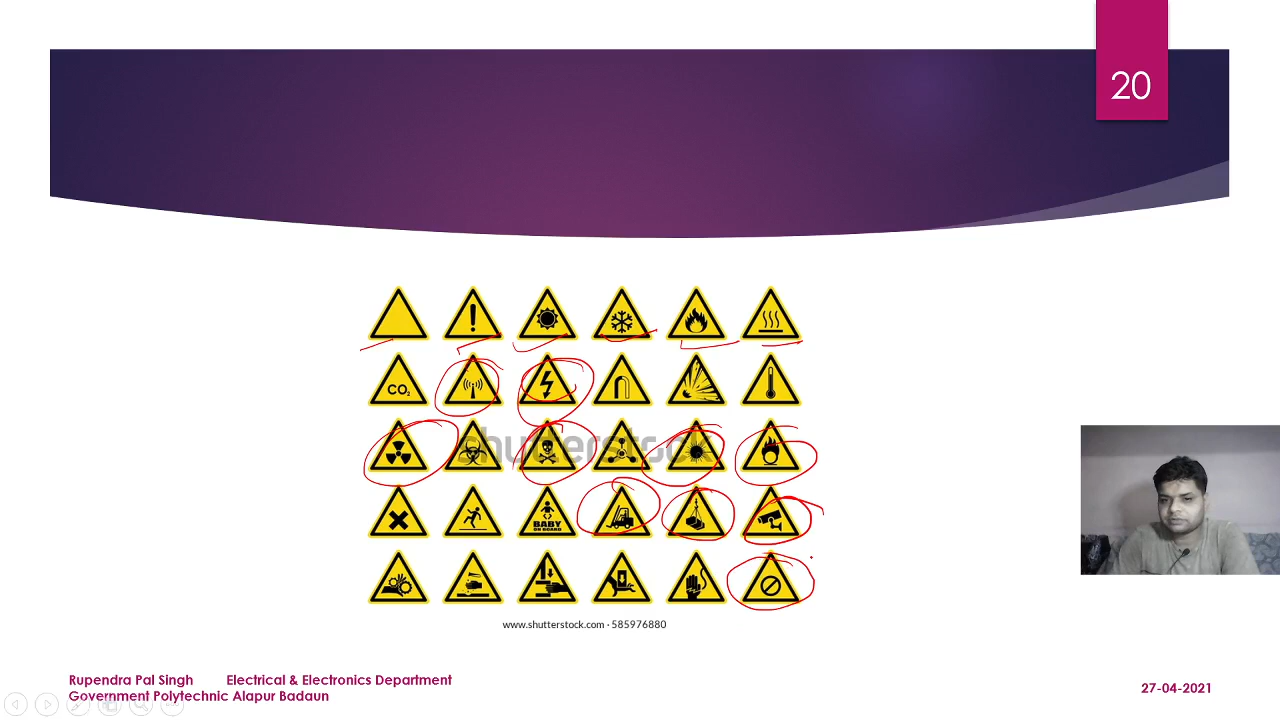 20
CO₂
shutterstock
BABY
ON BOARD
www.shutterstock.com · 585976880
Rupendra Pal Singh Electrical & Electronics Department
Government Polytechnic Alapur Badaun
27-04-2021